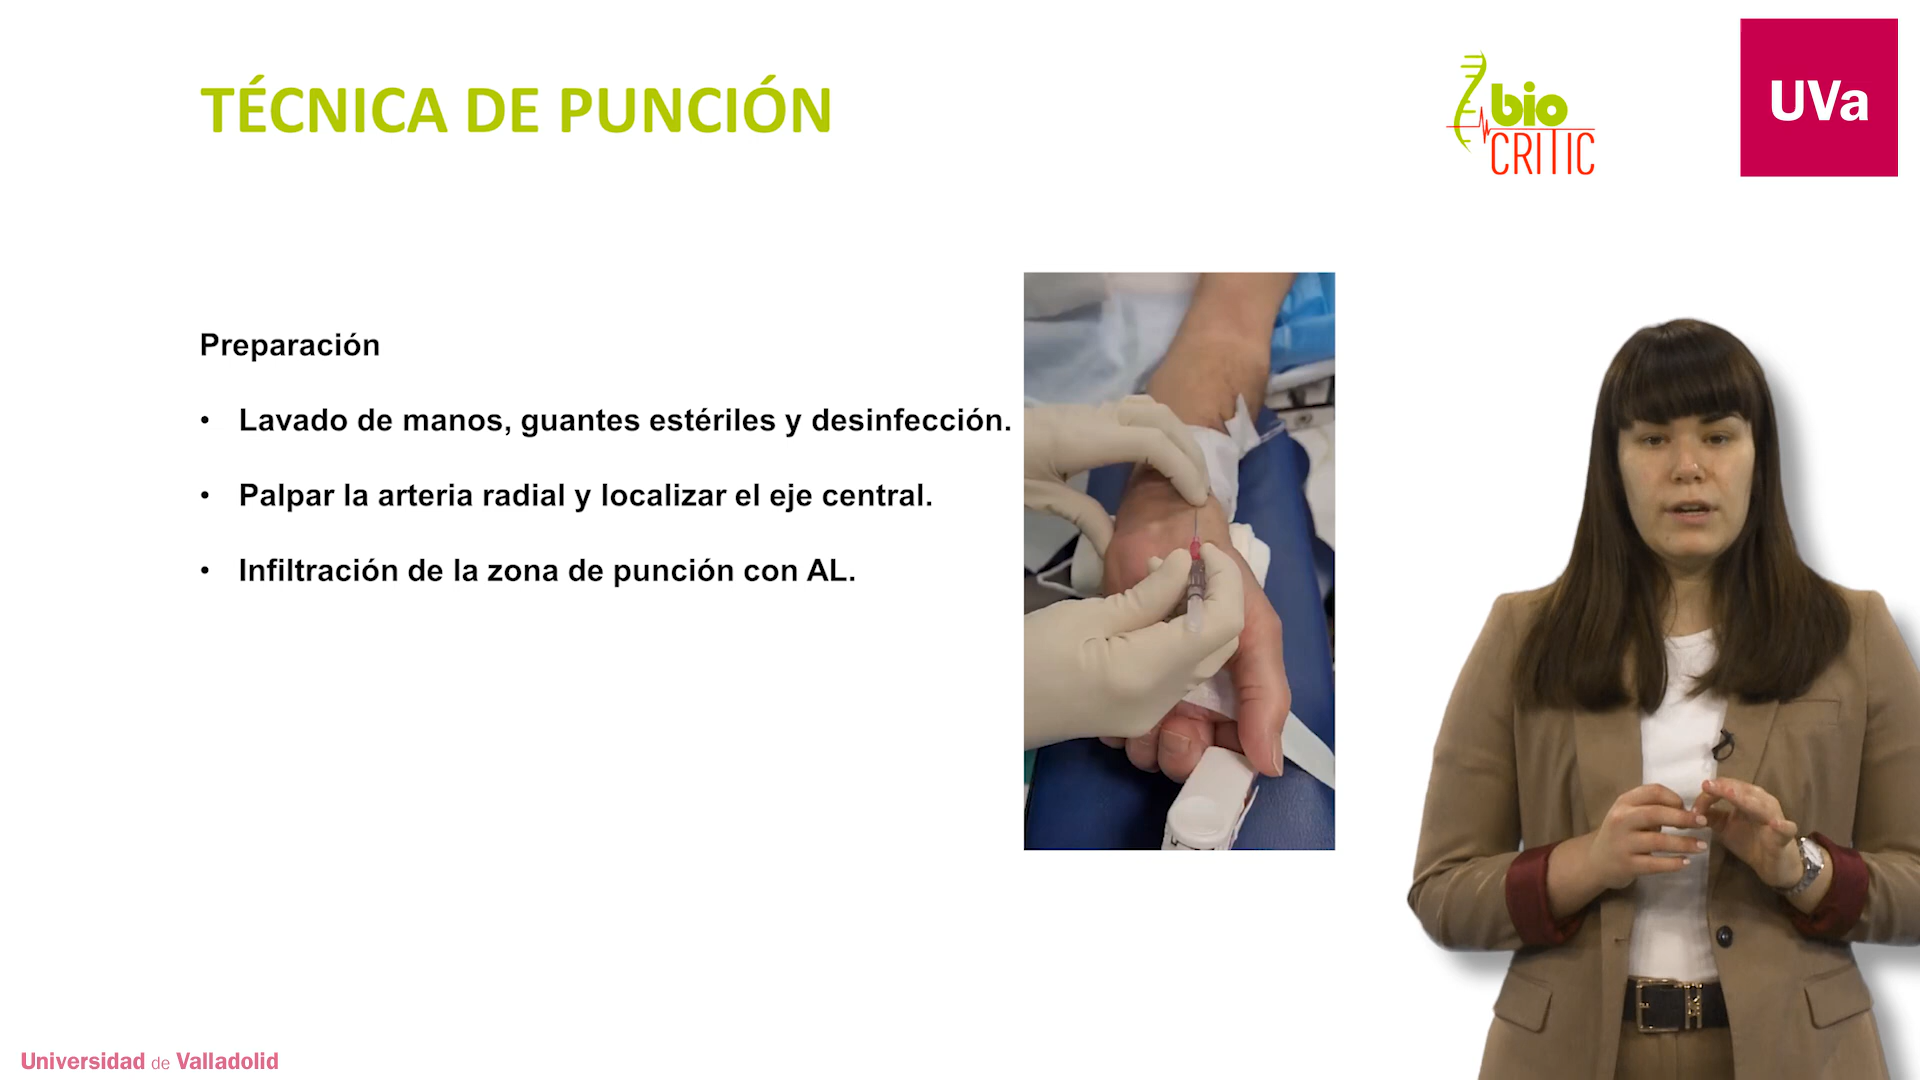 TÉCNICA DE PUNCIÓN
bio
CRITIC
UVa
Preparación
• Lavado de manos, guantes estériles y desinfección.
• Palpar la arteria radial y localizar el eje central.
• Infiltración de la zona de punción con AL.
Universidad de Valladolid